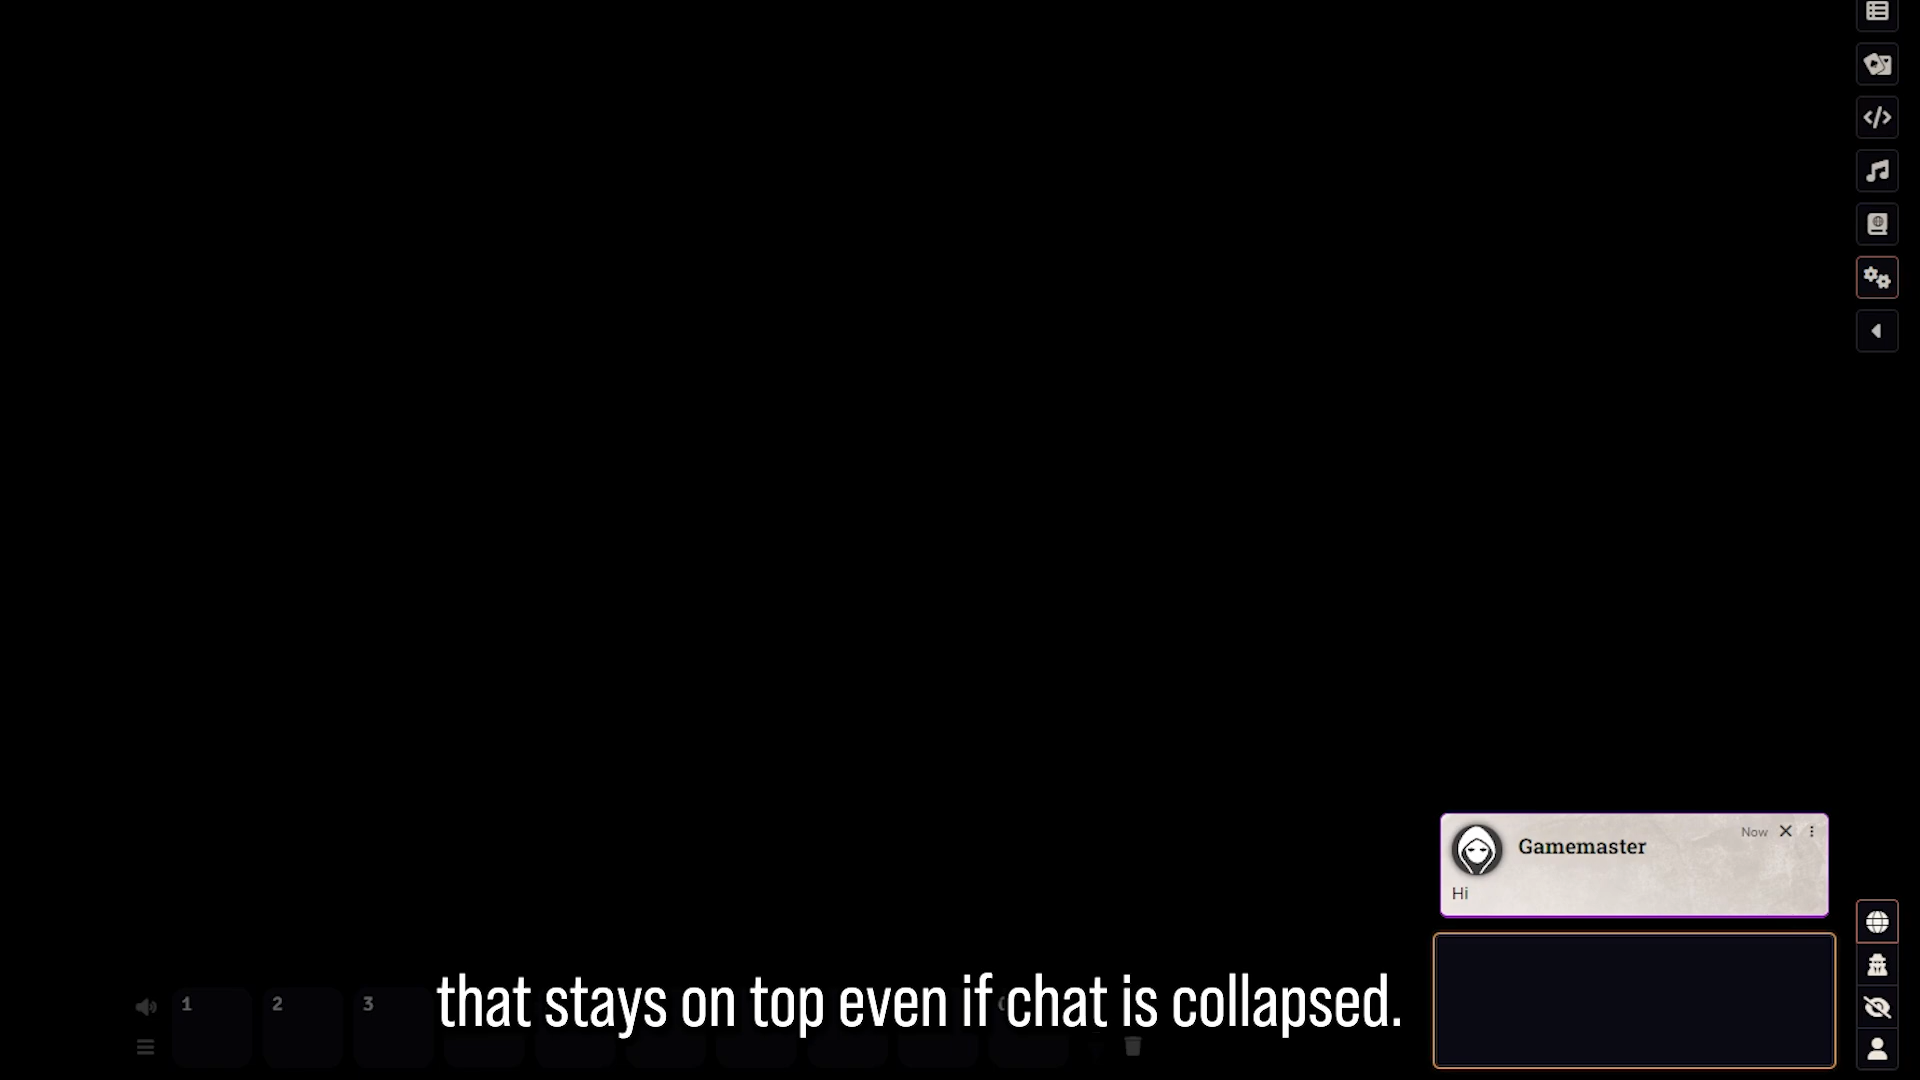 Now
Gamemaster
Hi
1 2 3
that stays on top even if chat is collapsed.